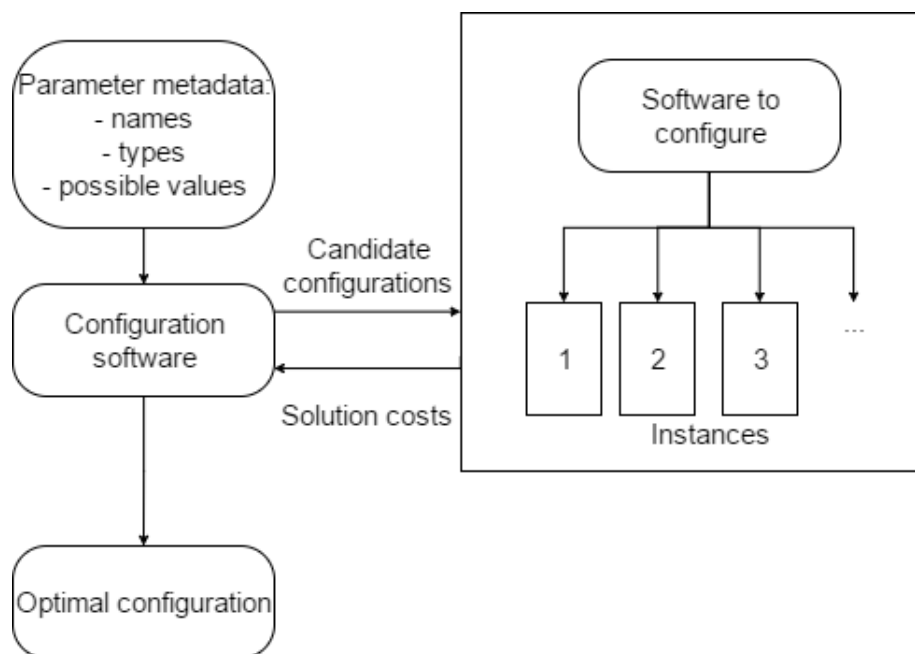 Parameter metadata:
- names
- types
- possible values
Software to
configure
Candidate
configurations
Configuration
software
Solution costs
1
2
3
...
Instances
Optimal configuration